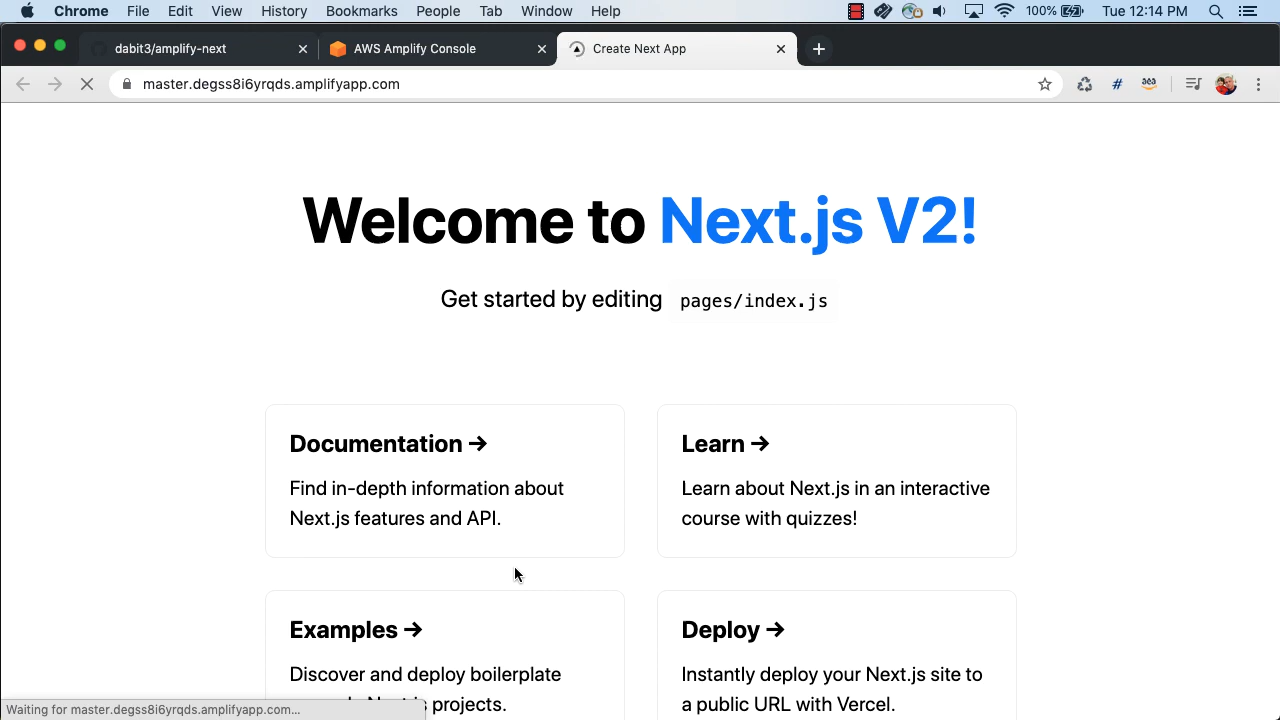 Chrome File Edit View History Bookmarks People Tab Window Help 100% Tue 12:14 PM
dabit3/amplify-next AWS Amplify Console Create Next App
master.degss8i6yrqds.amplifyapp.com
Welcome to Next.js V2!
Get started by editing pages/index.js
Documentation →
Find in-depth information about
Next.js features and API.
Learn →
Learn about Next.js in an interactive
course with quizzes!
Examples →
Discover and deploy boilerplate
projects.
Deploy →
Instantly deploy your Next.js site to
a public URL with Vercel.
Waiting for master.degss8i6yrqds.amplifyapp.com...